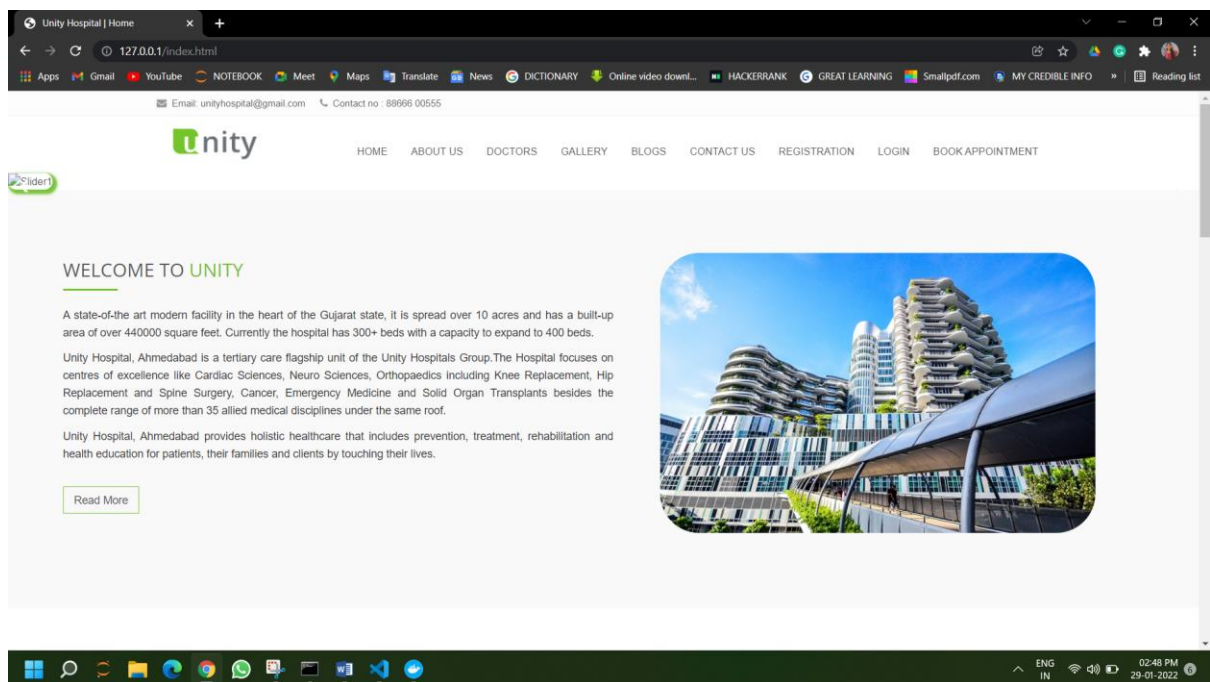 Unity Hospital | Home
127.0.0.1/index.html
Apps Gmail YouTube NOTEBOOK Meet Maps Translate News DICTIONARY Online video downl... HACKERRANK GREAT LEARNING Smallpdf.com MY CREDIBLE INFO » Reading list
Email: unityhospital@gmail.com Contact no : 88666 00555
unity
HOME ABOUT US DOCTORS GALLERY BLOGS CONTACT US REGISTRATION LOGIN BOOK APPOINTMENT
Slider1
WELCOME TO UNITY
A state-of-the art modern facility in the heart of the Gujarat state, it is spread over 10 acres and has a built-up
area of over 440000 square feet. Currently the hospital has 300+ beds with a capacity to expand to 400 beds.
Unity Hospital, Ahmedabad is a tertiary care flagship unit of the Unity Hospitals Group.The Hospital focuses on
centres of excellence like Cardiac Sciences, Neuro Sciences, Orthopaedics including Knee Replacement, Hip
Replacement and Spine Surgery, Cancer, Emergency Medicine and Solid Organ Transplants besides the
complete range of more than 35 allied medical disciplines under the same roof.
Unity Hospital, Ahmedabad provides holistic healthcare that includes prevention, treatment, rehabilitation and
health education for patients, their families and clients by touching their lives.
Read More
ENG
IN
02:48 PM
29-01-2022
6